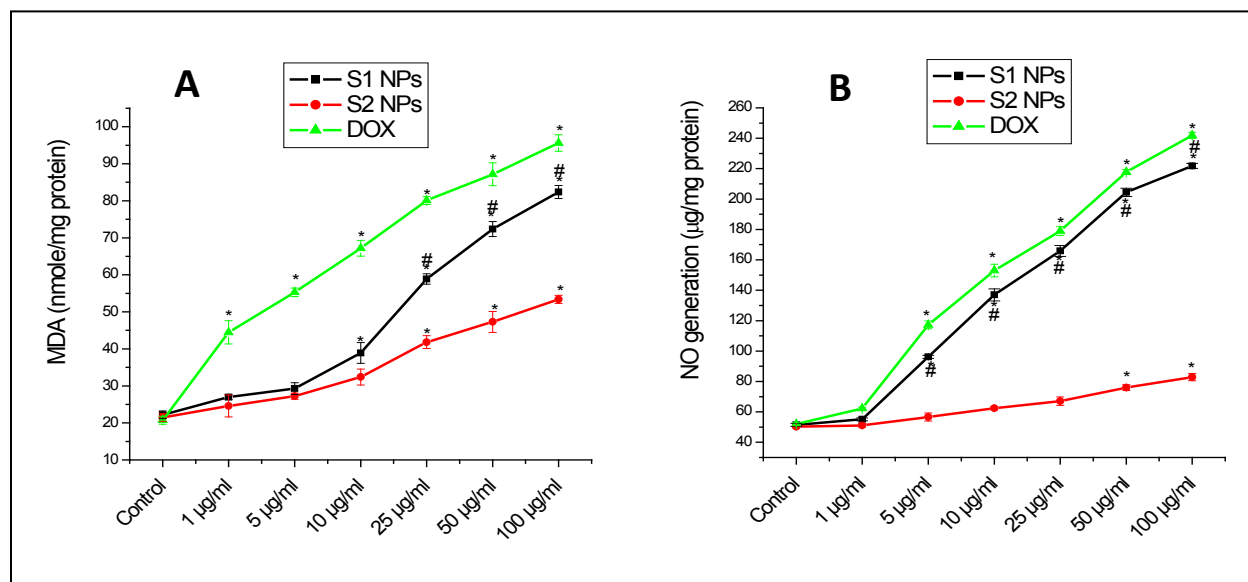 A
S1 NPs
S2 NPs
DOX
MDA (nmole/mg protein)
100
90
80
70
60
50
40
30
20
10
* * * * * * *
# # #
* * * * * * *
Control
1 µg/ml
5 µg/ml
10 µg/ml
25 µg/ml
50 µg/ml
100 µg/ml
B
S1 NPs
S2 NPs
DOX
NO generation (µg/mg protein)
260
240
220
200
180
160
140
120
100
80
60
40
* * * * *
# # # # #
* * * * *
* *
Control
1 µg/ml
5 µg/ml
10 µg/ml
25 µg/ml
50 µg/ml
100 µg/ml